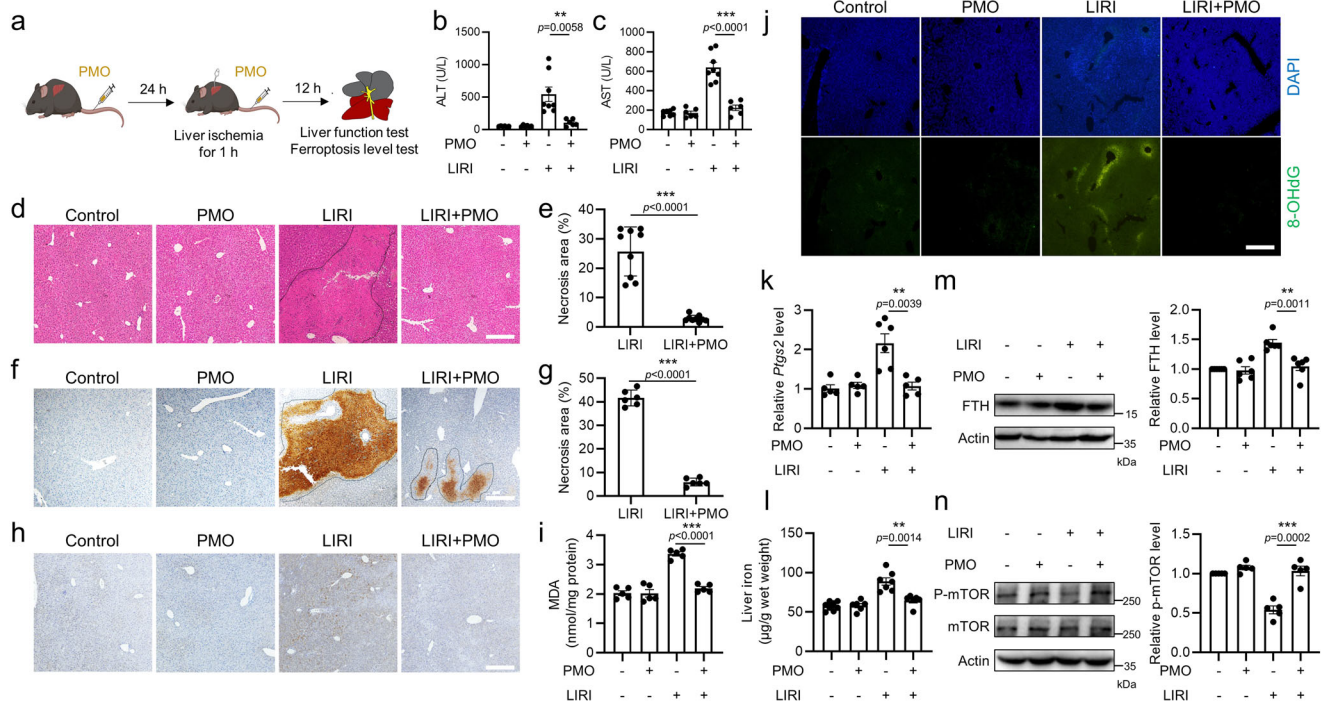 a
PMO
24 h
PMO
12 h
Liver ischemia
for 1 h
Liver function test
Ferroptosis level test
b
ALT (U/L)
**
p=0.0058
2000
1500
1000
500
0
PMO - + - +
LIRI - - + +
c
AST (U/L)
***
p<0.0001
1000
800
600
400
200
0
PMO - + - +
LIRI - - + +
d
Control PMO LIRI LIRI+PMO
e
Necrosis area (%)
***
p<0.0001
40
30
20
10
0
LIRI LIRI+PMO
f
Control PMO LIRI LIRI+PMO
g
Necrosis area (%)
***
p<0.0001
50
40
30
20
10
0
LIRI LIRI+PMO
h
Control PMO LIRI LIRI+PMO
i
MDA
(nmol/mg protein)
***
p<0.0001
4
3
2
1
0
PMO - + - +
LIRI - - + +
j
Control PMO LIRI LIRI+PMO
DAPI
8-OHdG
k
Relative Ptgs2 level
**
p=0.0039
3
2
1
0
PMO - + - +
LIRI - - + +
l
Liver iron
(µg/g wet weight)
**
p=0.0014
150
100
50
0
PMO - + - +
LIRI - - + +
m
LIRI - - + +
PMO - + - +
FTH
15
Actin
35
kDa
Relative FTH level
**
p=0.0011
2.0
1.5
1.0
0.5
0
PMO - + - +
LIRI - - + +
n
LIRI - - + +
PMO - + - +
P-mTOR
250
mTOR
250
Actin
35
kDa
Relative p-mTOR level
***
p=0.0002
1.5
1.0
0.5
0
PMO - + - +
LIRI - - + +